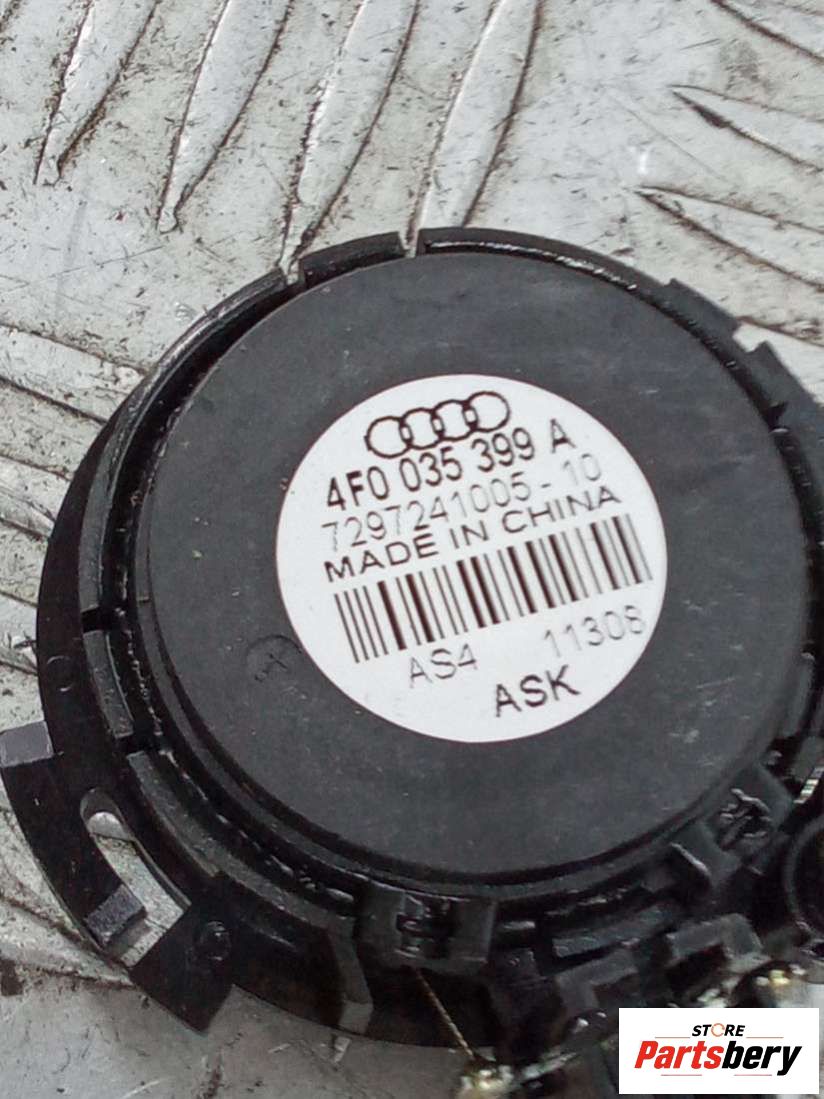 4F0 035 399 A
7297241005-10
MADE IN CHINA
AS4 11308
ASK
STORE
Partsbery